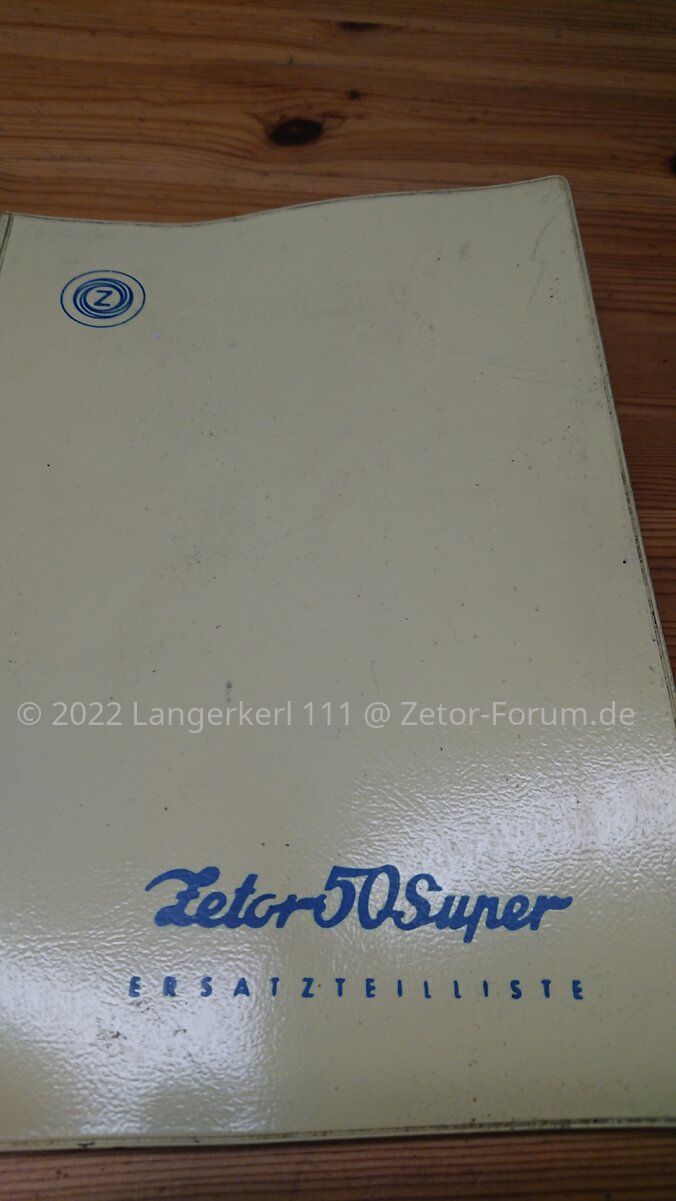 Z
© 2022 Langerkerl 111 @ Zetor-Forum.de
Zetor 50 Super
ERSATZTEILLISTE